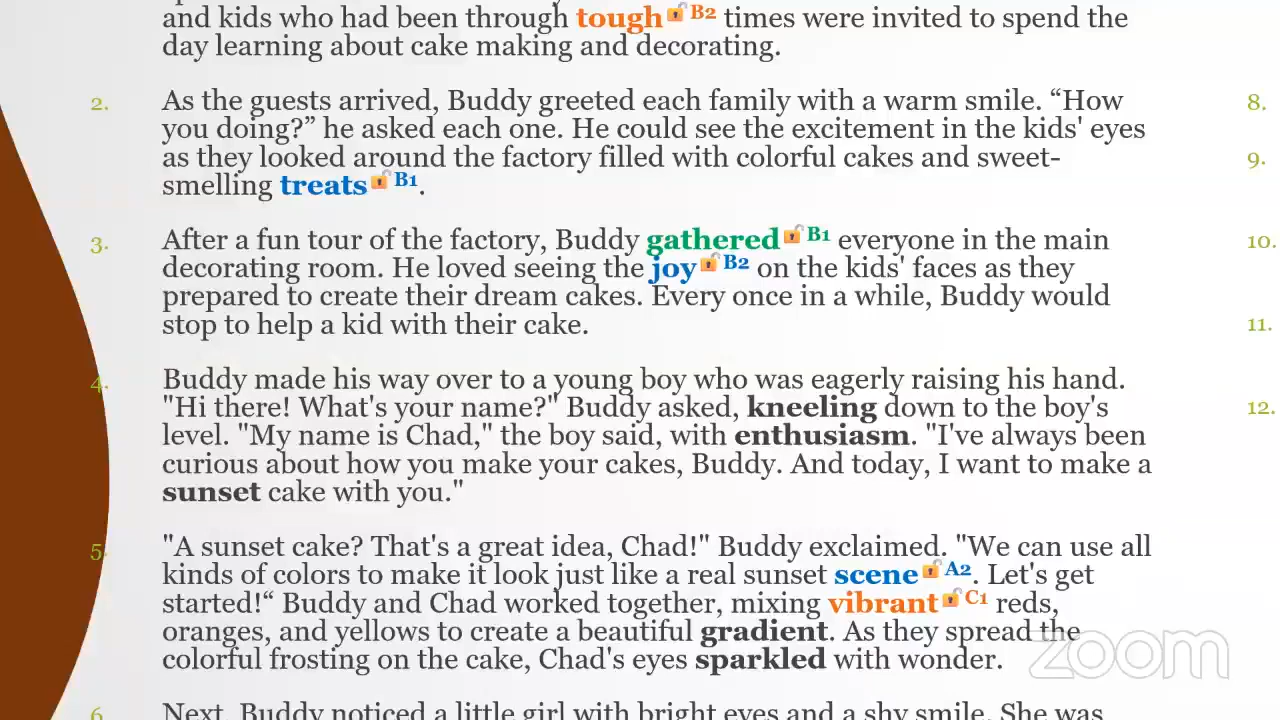 and kids who had been through tough B2 times were invited to spend the
day learning about cake making and decorating.
2. As the guests arrived, Buddy greeted each family with a warm smile. “How
you doing?” he asked each one. He could see the excitement in the kids' eyes
as they looked around the factory filled with colorful cakes and sweet-
smelling treats B1.
3. After a fun tour of the factory, Buddy gathered B1 everyone in the main
decorating room. He loved seeing the joy B2 on the kids' faces as they
prepared to create their dream cakes. Every once in a while, Buddy would
stop to help a kid with their cake.
4. Buddy made his way over to a young boy who was eagerly raising his hand.
"Hi there! What's your name?" Buddy asked, kneeling down to the boy's
level. "My name is Chad," the boy said, with enthusiasm. "I've always been
curious about how you make your cakes, Buddy. And today, I want to make a
sunset cake with you."
5. "A sunset cake? That's a great idea, Chad!" Buddy exclaimed. "We can use all
kinds of colors to make it look just like a real sunset scene A2. Let's get
started!“ Buddy and Chad worked together, mixing vibrant C1 reds,
oranges, and yellows to create a beautiful gradient. As they spread the
colorful frosting on the cake, Chad's eyes sparkled with wonder.
6. Next, Buddy noticed a little girl with bright eyes and a shy smile. She was
8.
9.
10.
11.
12.
zoom